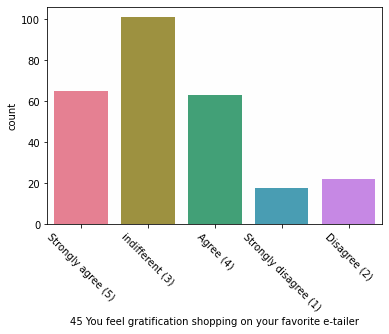 100
80
60
40
20
0
count
Strongly agree (5)
indifferent (3)
Agree (4)
Strongly disagree (1)
Disagree (2)
45 You feel gratification shopping on your favorite e-tailer